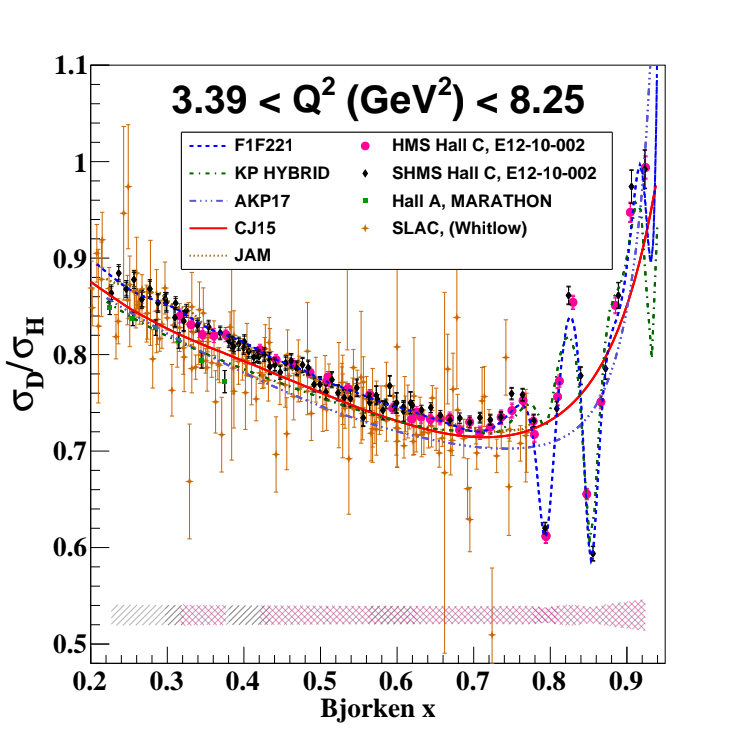 3.39 < Q² (GeV²) < 8.25
F1F221
KP HYBRID
AKP17
CJ15
JAM
HMS Hall C, E12-10-002
SHMS Hall C, E12-10-002
Hall A, MARATHON
SLAC, (Whitlow)
σD/σH
1.1
1
0.9
0.8
0.7
0.6
0.5
0.2 0.3 0.4 0.5 0.6 0.7 0.8 0.9
Bjorken x